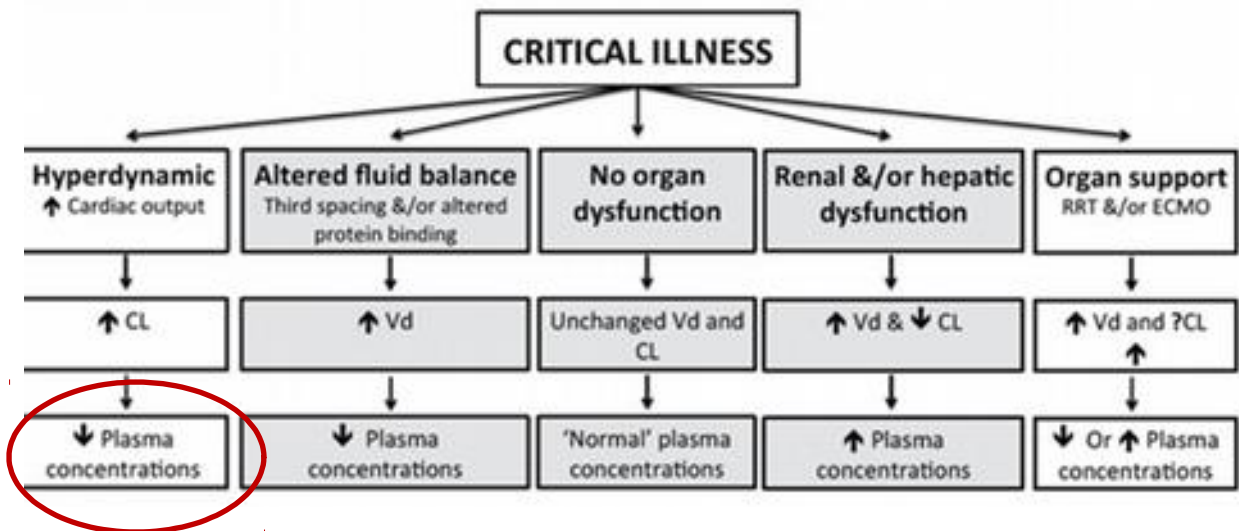 CRITICAL ILLNESS
Hyperdynamic
↑ Cardiac output
Altered fluid balance
Third spacing &/or altered
protein binding
No organ
dysfunction
Renal &/or hepatic
dysfunction
Organ support
RRT &/or ECMO
↑ CL
↑ Vd
Unchanged Vd and
CL
↑ Vd & ↓ CL
↑ Vd and ?CL
↑
↓ Plasma
concentrations
↓ Plasma
concentrations
'Normal' plasma
concentrations
↑ Plasma
concentrations
↓ Or ↑ Plasma
concentrations